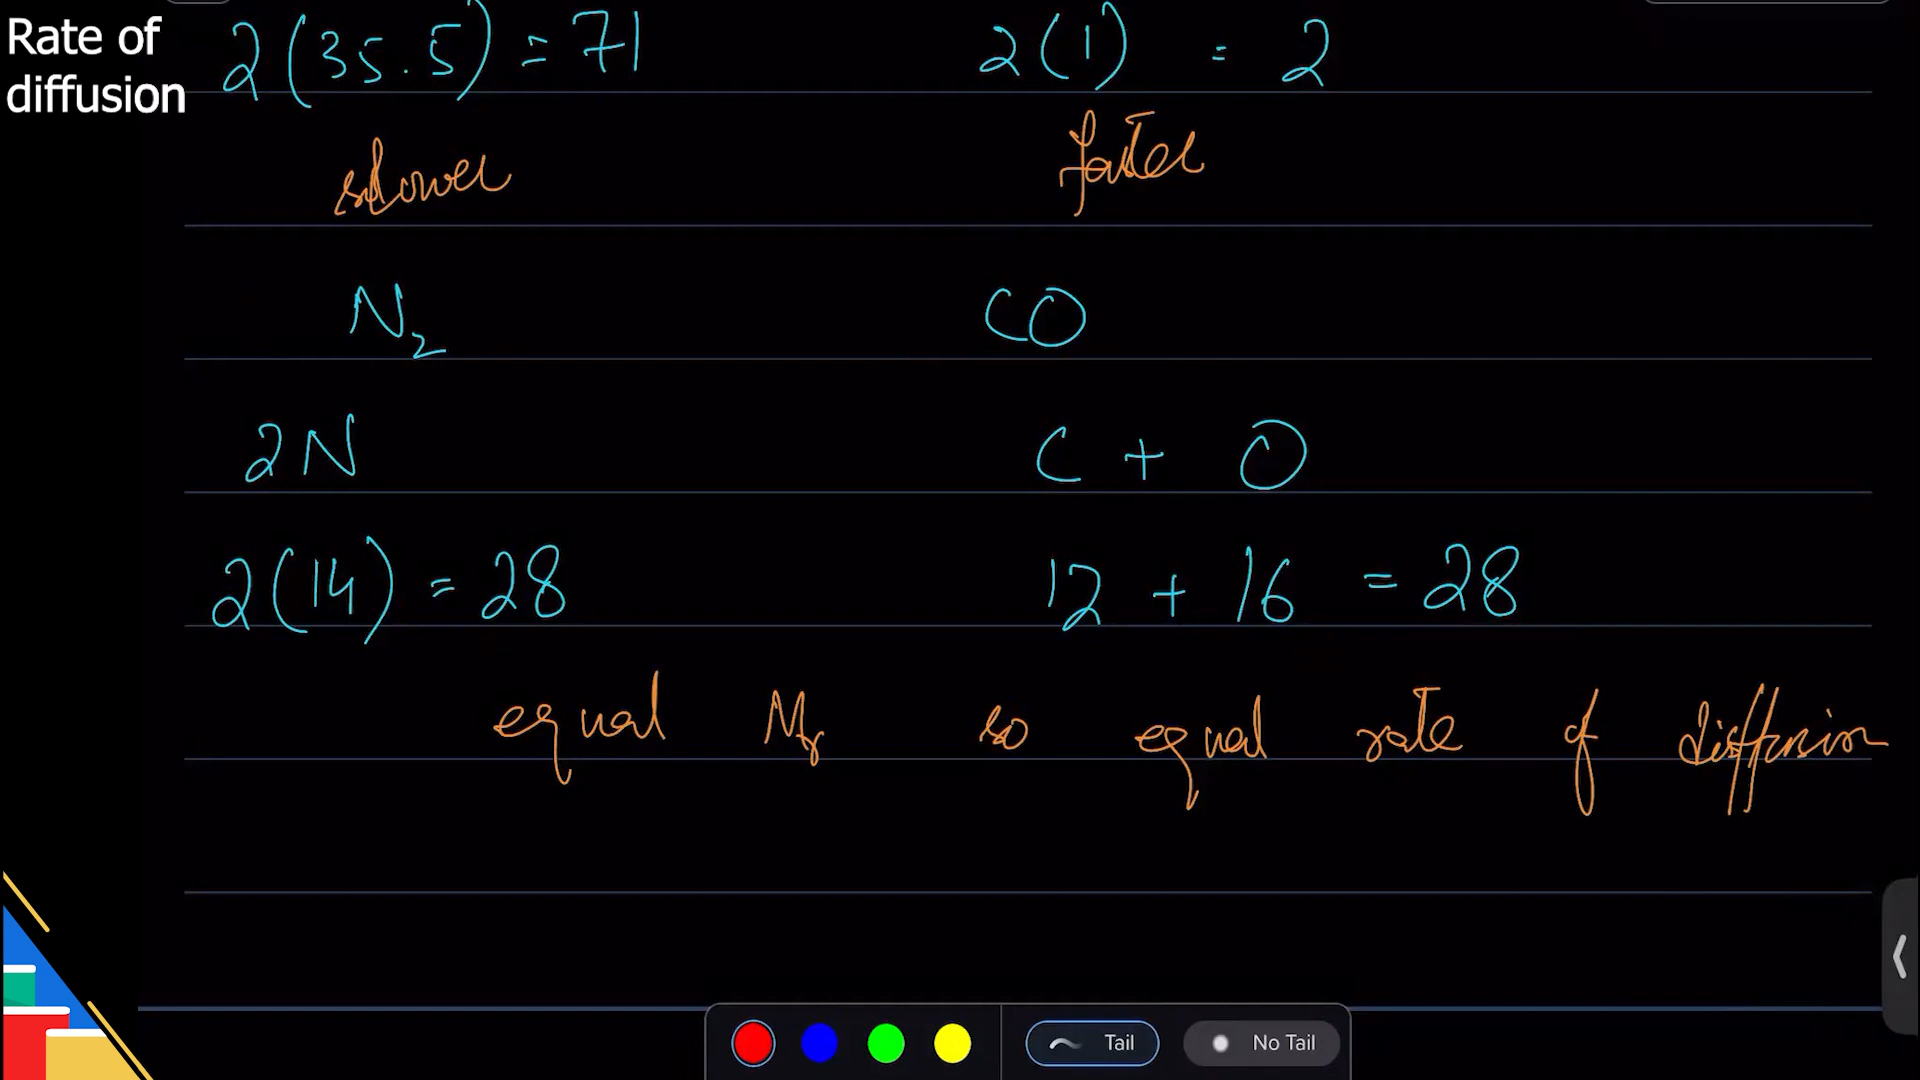 Rate of
diffusion
2(35.5) = 71 2(1) = 2
slower faster
N₂ CO
2N C + O
2(14) = 28 12 + 16 = 28
equal Mr so equal rate of diffusion
Tail No Tail